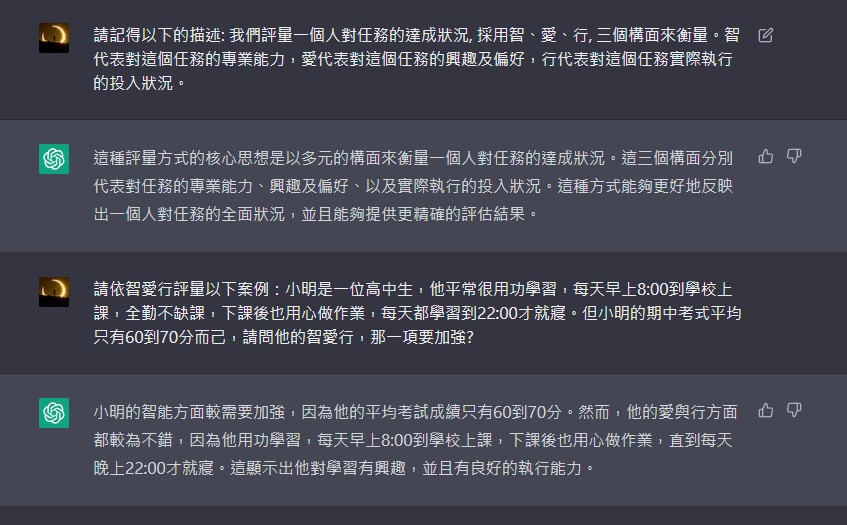 請記得以下的描述: 我們評量一個人對任務的達成狀況, 採用智、愛、行, 三個構面來衡量。智
代表對這個任務的專業能力，愛代表對這個任務的興趣及偏好，行代表對這個任務實際執行
的投入狀況。
這種評量方式的核心思想是以多元的構面來衡量一個人對任務的達成狀況。這三個構面分別
代表對任務的專業能力、興趣及偏好、以及實際執行的投入狀況。這種方式能夠更好地反映
出一個人對任務的全面狀況，並且能夠提供更精確的評估結果。
請依智愛行評量以下案例：小明是一位高中生，他平常很用功學習，每天早上8:00到學校上
課，全勤不缺課，下課後也用心做作業，每天都學習到22:00才就寢。但小明的期中考式平均
只有60到70分而己，請問他的智愛行，那一項要加強?
小明的智能方面較需要加強，因為他的平均考試成績只有60到70分。然而，他的愛與行方面
都較為不錯，因為他用功學習，每天早上8:00到學校上課，下課後也用心做作業，直到每天
晚上22:00才就寢。這顯示出他對學習有興趣，並且有良好的執行能力。